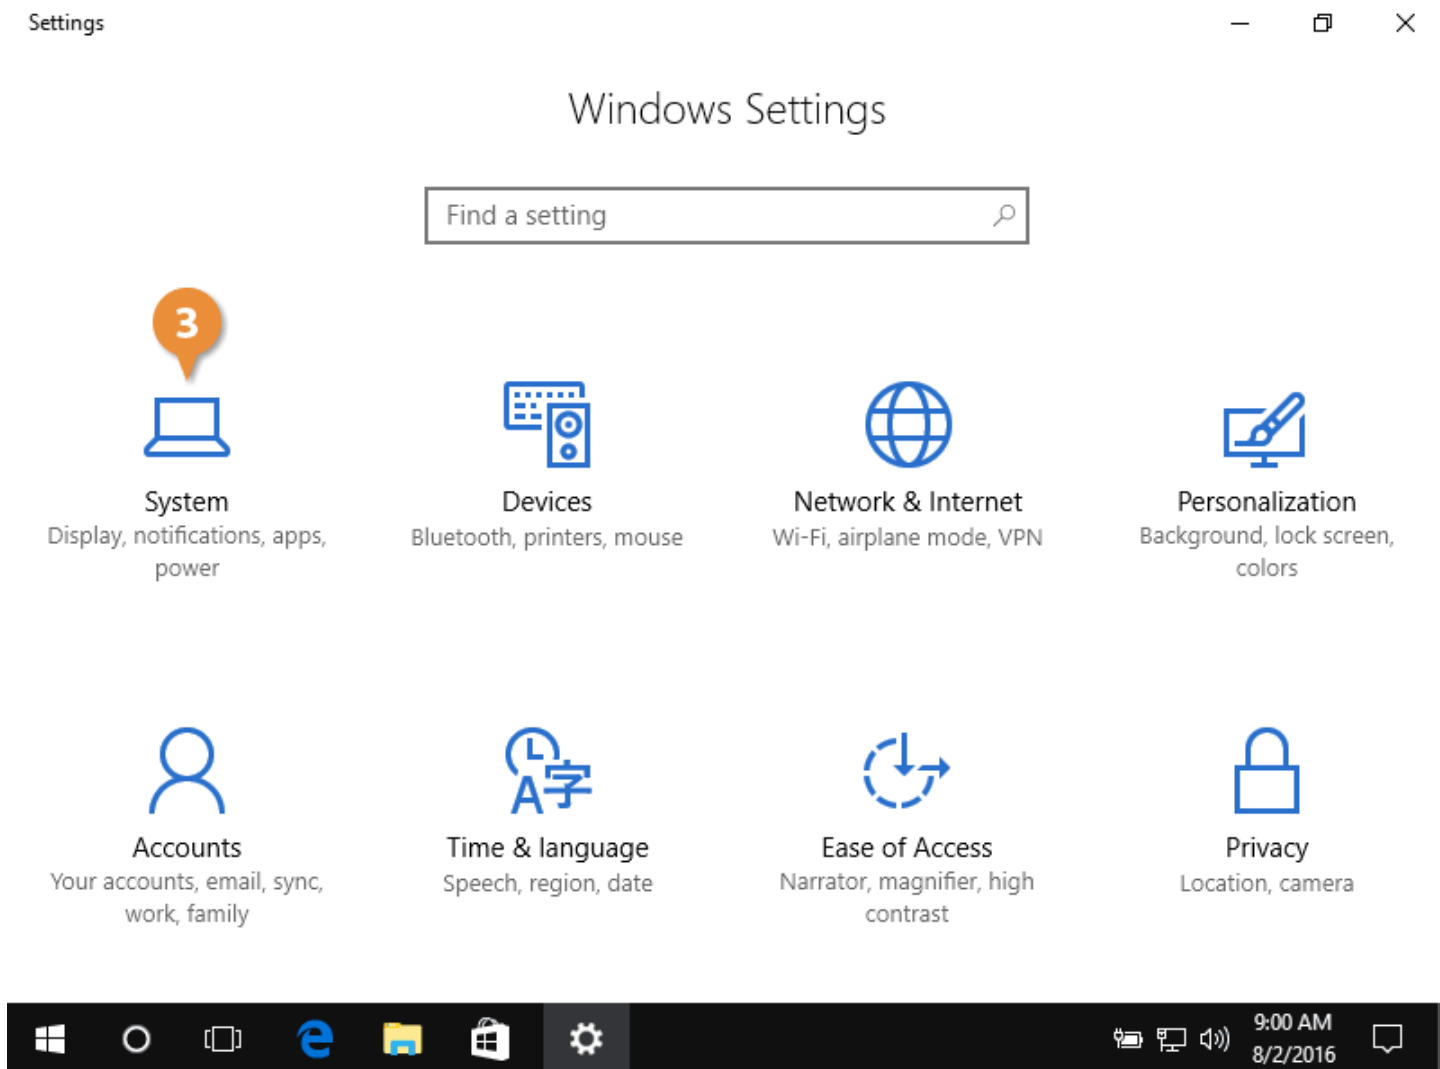 Settings
Windows Settings
Find a setting
3
System
Display, notifications, apps,
power
Devices
Bluetooth, printers, mouse
Network & Internet
Wi-Fi, airplane mode, VPN
Personalization
Background, lock screen,
colors
Accounts
Your accounts, email, sync,
work, family
A字
Time & language
Speech, region, date
Ease of Access
Narrator, magnifier, high
contrast
Privacy
Location, camera
9:00 AM
8/2/2016